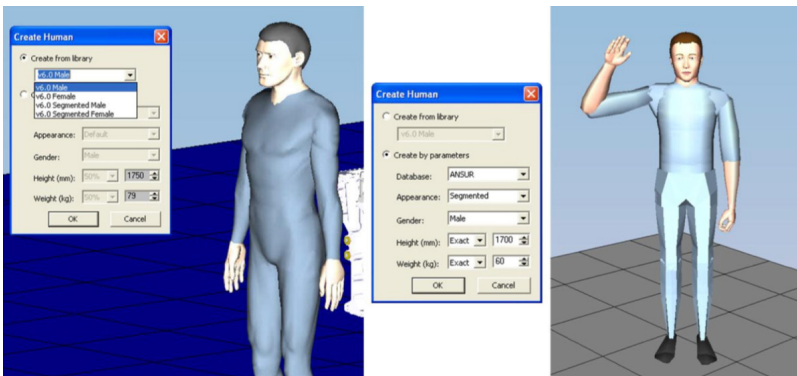 Create Human
Create from library
v6.0 Male
v6.0 Male
v6.0 Female
v6.0 Segmented Male
v6.0 Segmented Female
Appearance: Default
Gender: Male
Height (mm): 50% 1750
Weight (kg): 50% 79
OK Cancel
Create Human
Create from library
v6.0 Male
Create by parameters
Database: ANSUR
Appearance: Segmented
Gender: Male
Height (mm): Exact 1700
Weight (kg): Exact 60
OK Cancel